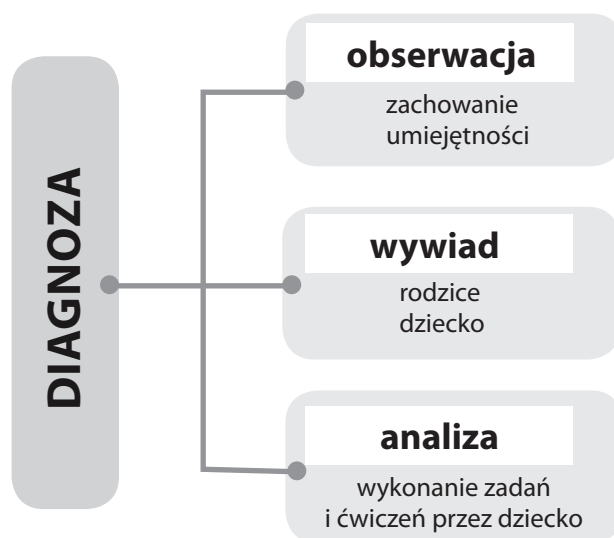 DIAGNOZA
obserwacja
zachowanie
umiejętności
wywiad
rodzice
dziecko
analiza
wykonanie zadań
i ćwiczeń przez dziecko